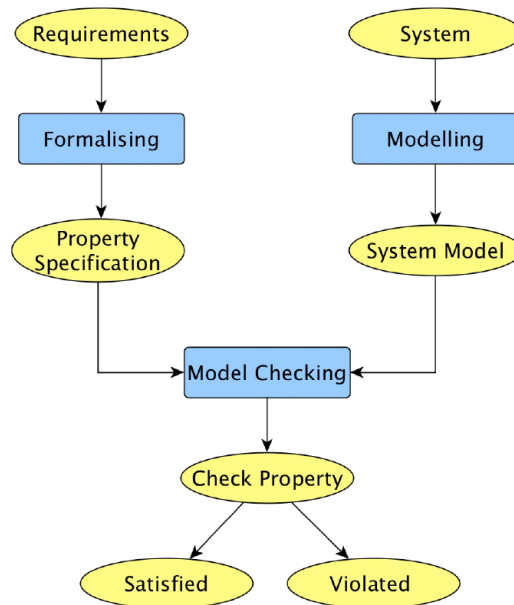 Requirements
System
Formalising
Modelling
Property
Specification
System Model
Model Checking
Check Property
Satisfied
Violated